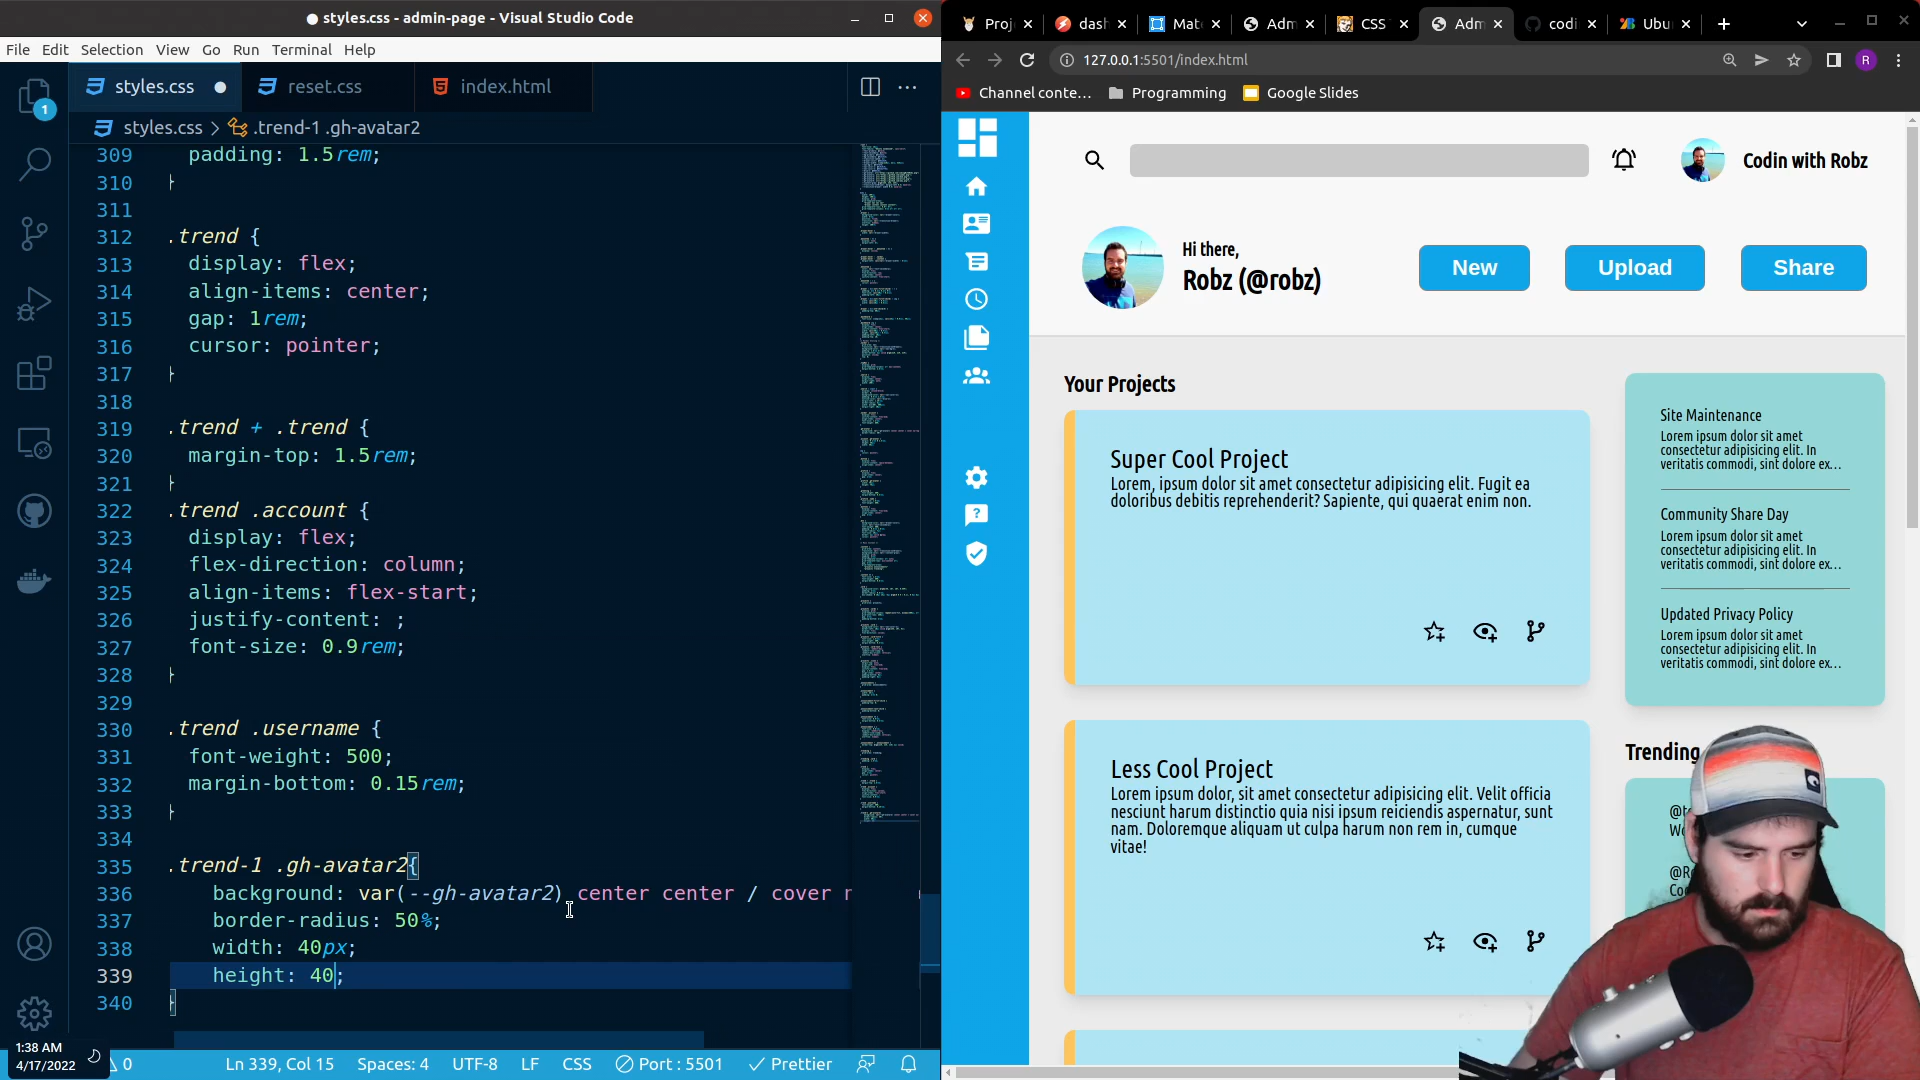 styles.css - admin-page - Visual Studio Code
File Edit Selection View Go Run Terminal Help
styles.css
reset.css
index.html
styles.css > .trend-1 .gh-avatar2
309 padding: 1.5rem;
310 }
311
312 .trend {
313 display: flex;
314 align-items: center;
315 gap: 1rem;
316 cursor: pointer;
317 }
318
319 .trend + .trend {
320 margin-top: 1.5rem;
321 }
322 .trend .account {
323 display: flex;
324 flex-direction: column;
325 align-items: flex-start;
326 justify-content: ;
327 font-size: 0.9rem;
328 }
329
330 .trend .username {
331 font-weight: 500;
332 margin-bottom: 0.15rem;
333 }
334
335 .trend-1 .gh-avatar2{
336 background: var(--gh-avatar2) center center / cover n
337 border-radius: 50%;
338 width: 40px;
339 height: 40;
340 }
1
1:38 AM
4/17/2022
0
Ln 339, Col 15 Spaces: 4 UTF-8 LF CSS Port : 5501 Prettier
Proj
dash
Mate
Adm
CSS
Adm
codi
Ubu
127.0.0.1:5501/index.html
R
Channel conte...
Programming
Google Slides
Codin with Robz
Hi there,
Robz (@robz)
New
Upload
Share
Your Projects
Super Cool Project
Lorem, ipsum dolor sit amet consectetur adipisicing elit. Fugit ea
doloribus debitis reprehenderit? Sapiente, qui quaerat enim non.
Less Cool Project
Lorem ipsum dolor, sit amet consectetur adipisicing elit. Velit officia
nesciunt harum distinctio quia nisi ipsum reiciendis aspernatur, sunt
nam. Doloremque aliquam ut culpa harum non rem in, cumque
vitae!
Site Maintenance
Lorem ipsum dolor sit amet
consectetur adipisicing elit. In
veritatis commodi, sint dolore ex...
Community Share Day
Lorem ipsum dolor sit amet
consectetur adipisicing elit. In
veritatis commodi, sint dolore ex...
Updated Privacy Policy
Lorem ipsum dolor sit amet
consectetur adipisicing elit. In
veritatis commodi, sint dolore ex...
Trending